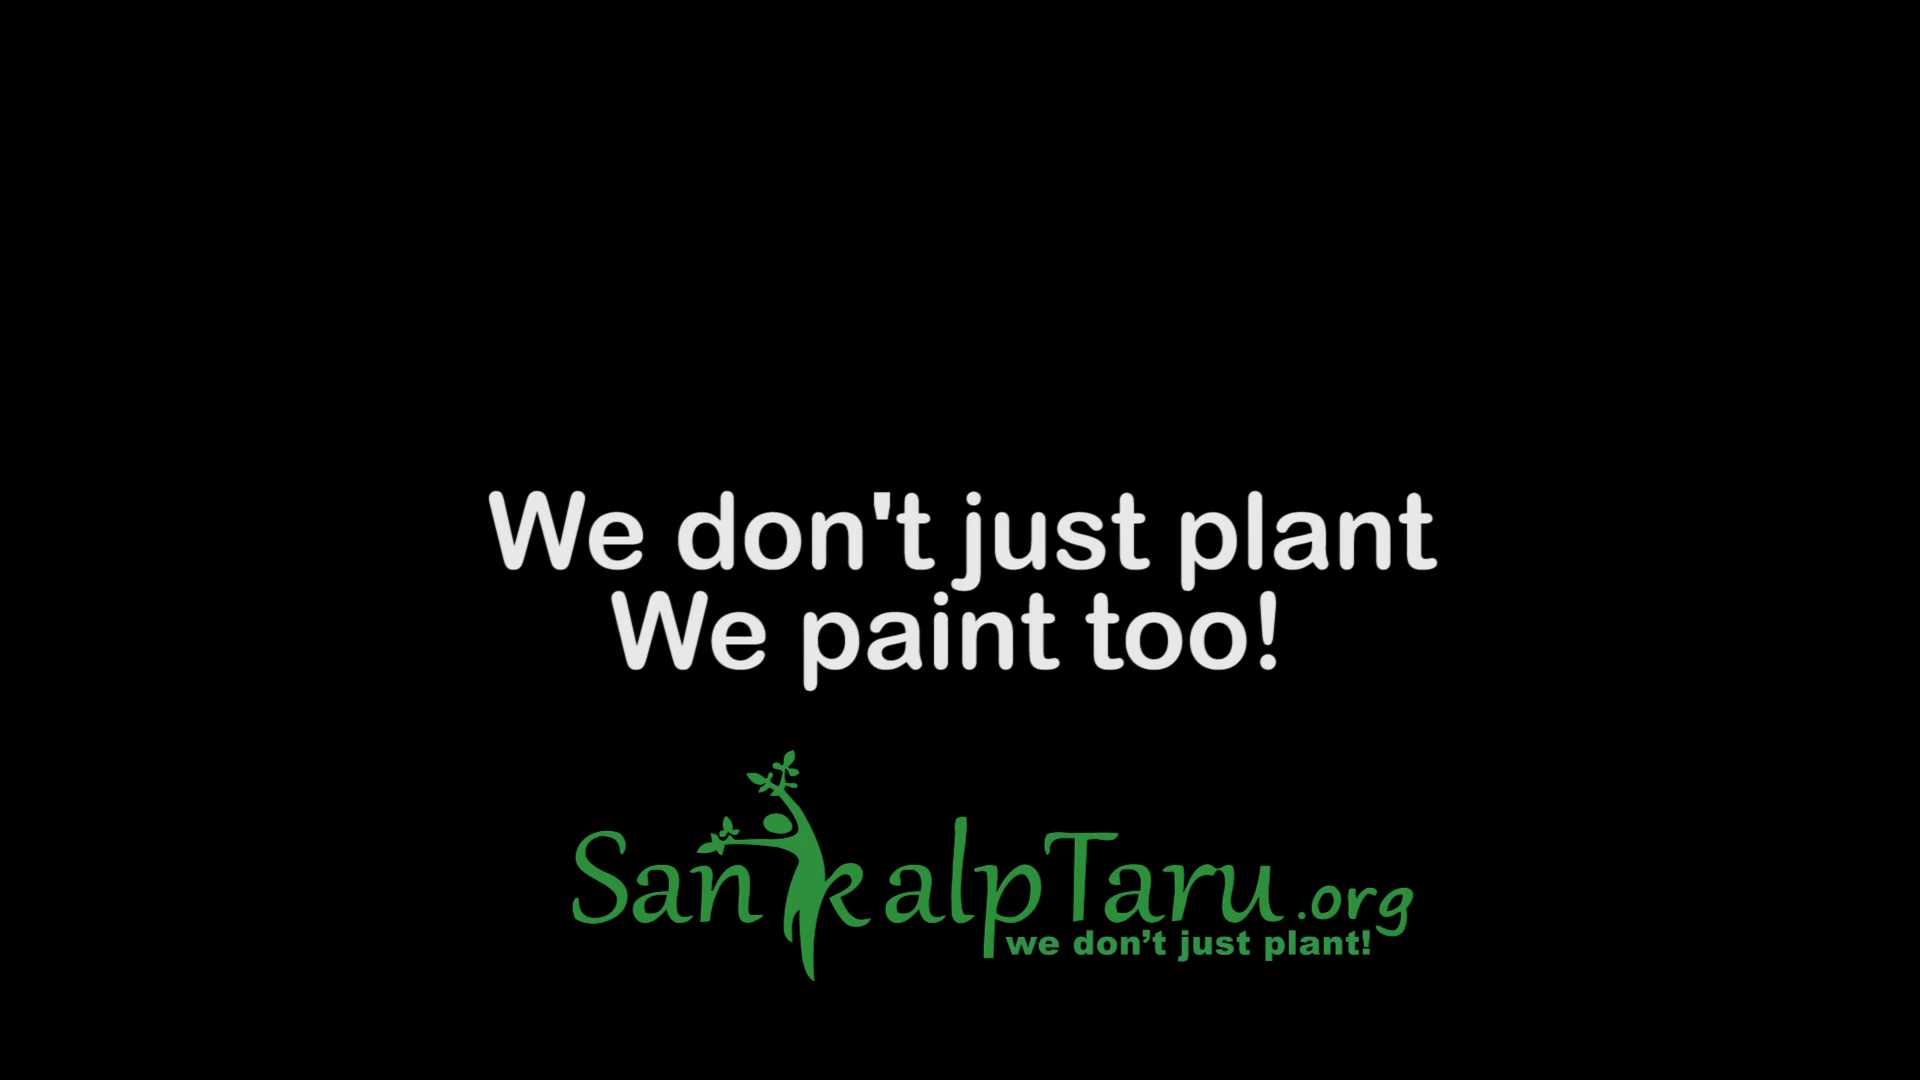 We don't just plant
We paint too!
SankalpTaru.org
we don’t just plant!